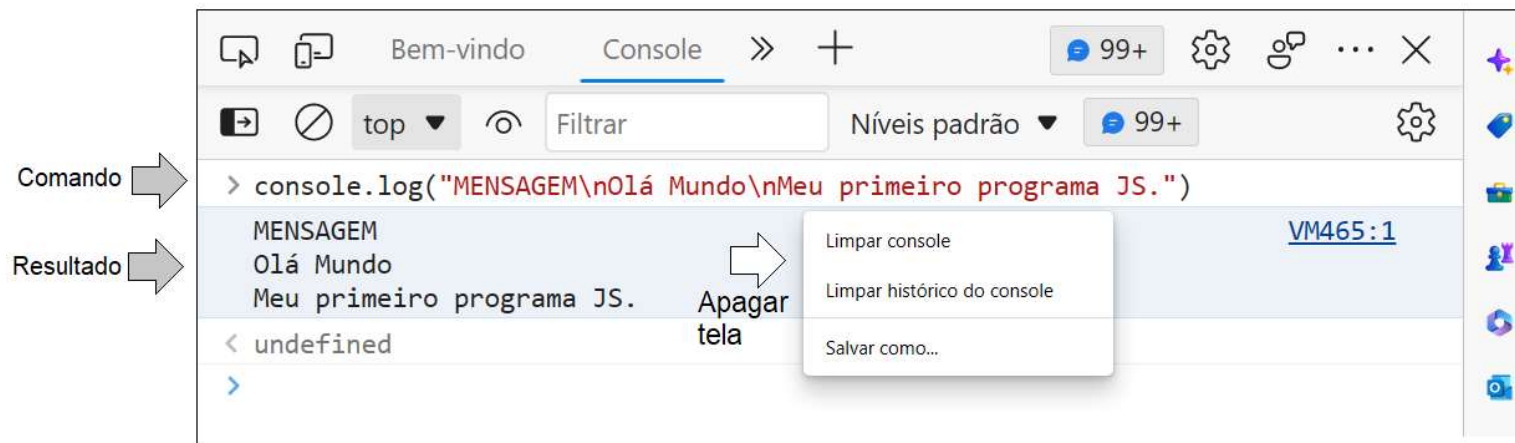 Bem-vindo Console 99+
top Filtrar Níveis padrão 99+
Comando
> console.log("MENSAGEM\nOlá Mundo\nMeu primeiro programa JS.")
MENSAGEM VM465:1
Olá Mundo
Meu primeiro programa JS.
Resultado
Apagar
tela
Limpar console
Limpar histórico do console
Salvar como...
< undefined
>